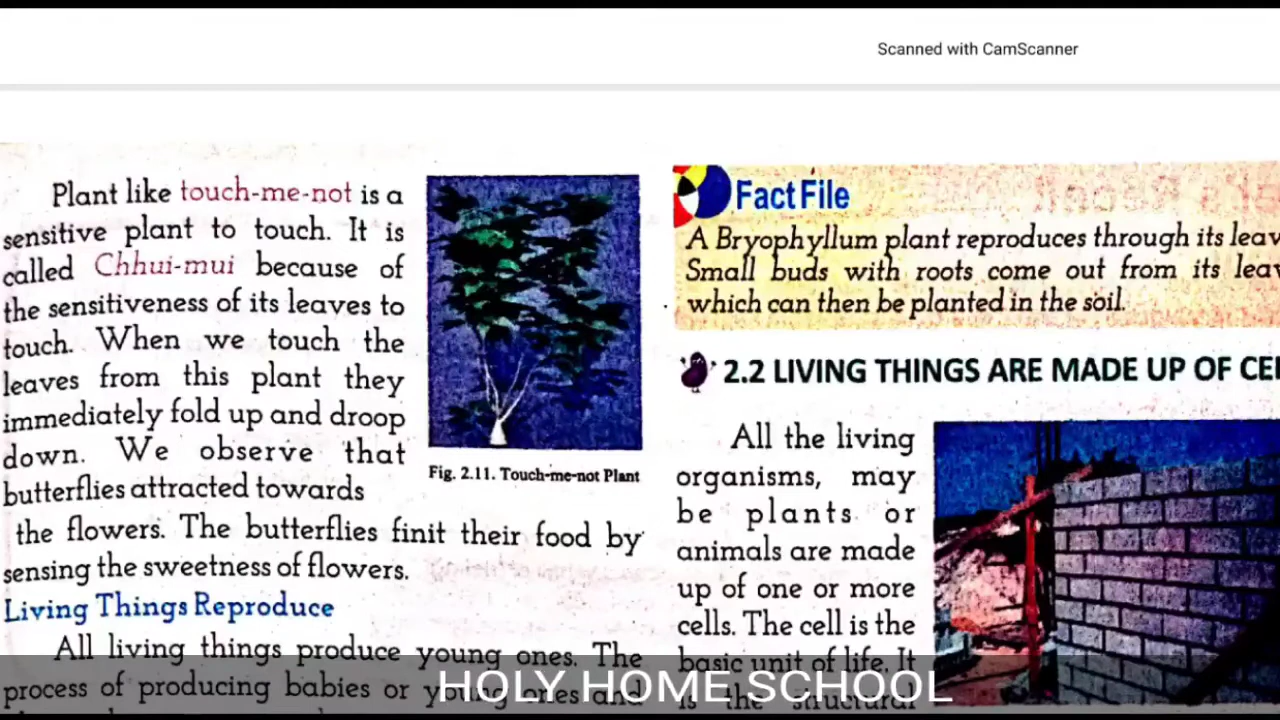 Scanned with CamScanner
Plant like touch-me-not is a
sensitive plant to touch. It is
called Chhui-mui because of
the sensitiveness of its leaves to
touch. When we touch the
leaves from this plant they
immediately fold up and droop
down. We observe that
butterflies attracted towards
the flowers. The butterflies finit their food by
sensing the sweetness of flowers.
Fig. 2.11. Touch-me-not Plant
Living Things Reproduce
All living things produce young ones. The
process of producing babies or young ones and
Fact File
A Bryophyllum plant reproduces through its leav
Small buds with roots come out from its leav
which can then be planted in the soil.
2.2 LIVING THINGS ARE MADE UP OF CEL
All the living
organisms, may
be plants or
animals are made
up of one or more
cells. The cell is the
basic unit of life. It
is the structural
HOLY HOME SCHOOL